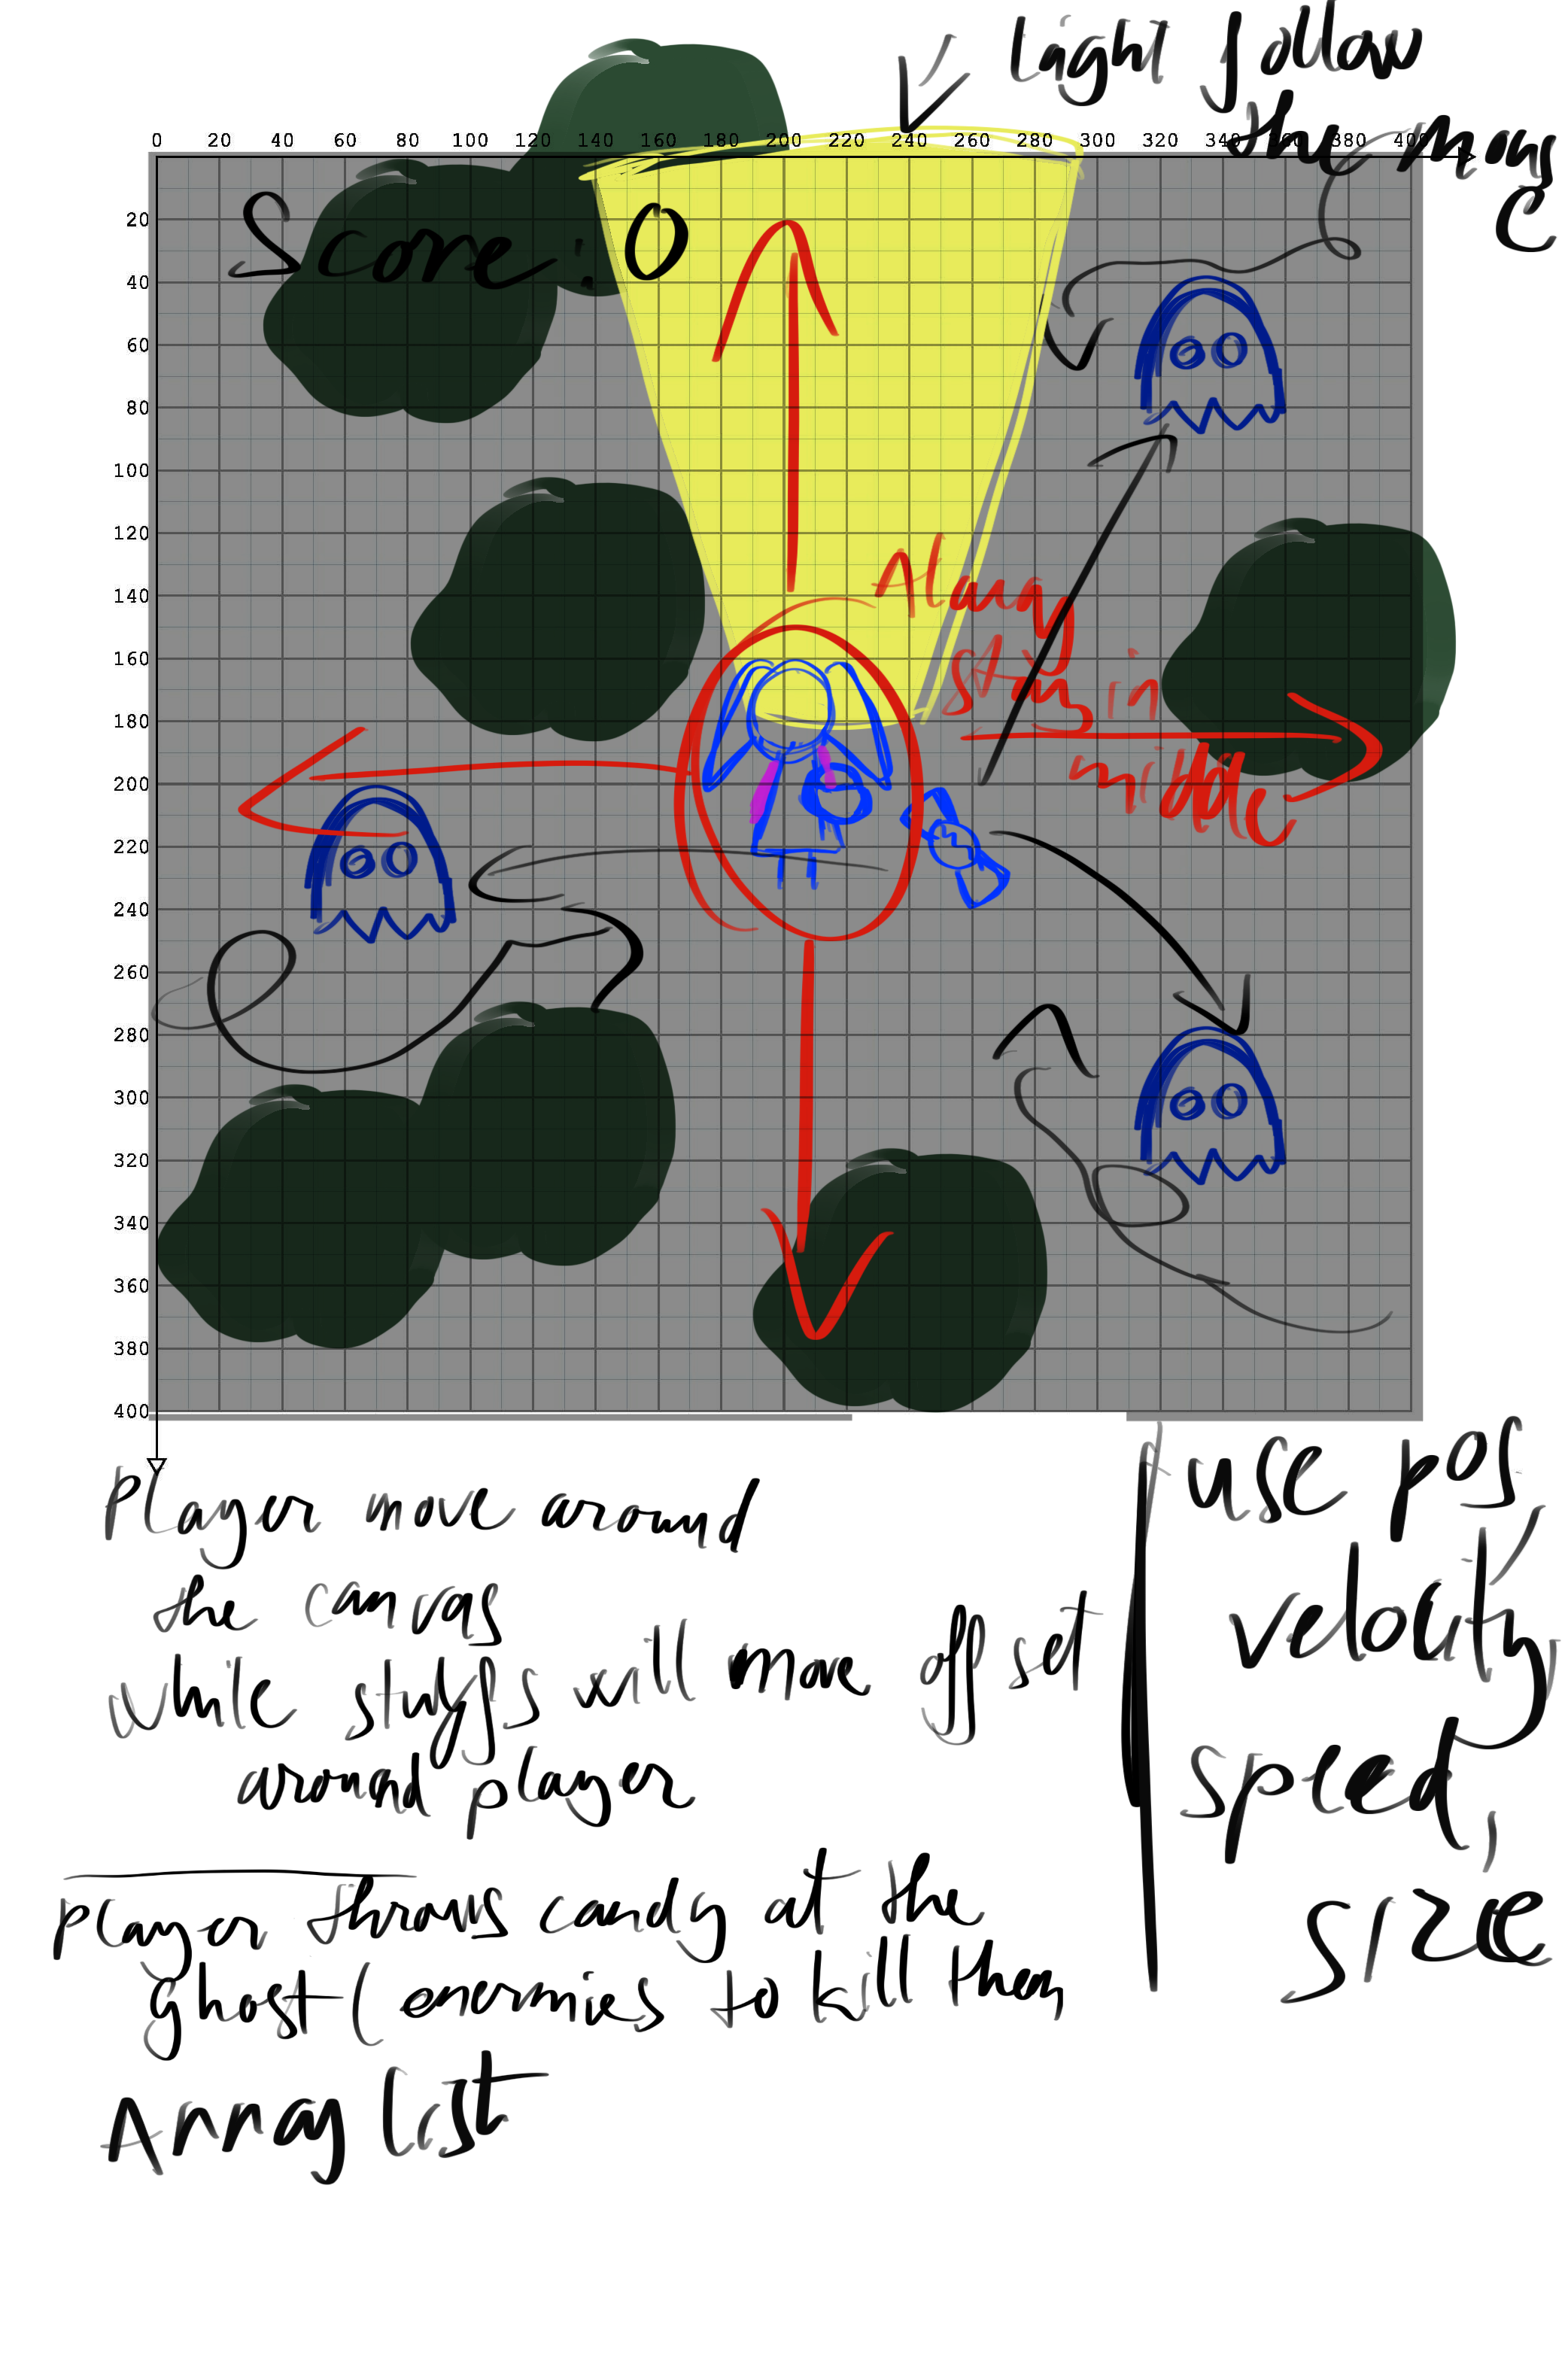 light follow
0 20 40 60 80 100 120 140 160 180 200 220 240 260 280 300 320 340 360 380 400
the mous
e
20
Score: 0
40
60
80
100
120
140
Always
160
stays in
180
200
middle
220
240
260
280
300
320
340
360
380
400
Player move around
the canvas
while stuffs will move offset
around player
player throws candy at the
ghost ( enermies to kill them
Array List
use pos,
velocity,
speed,
size